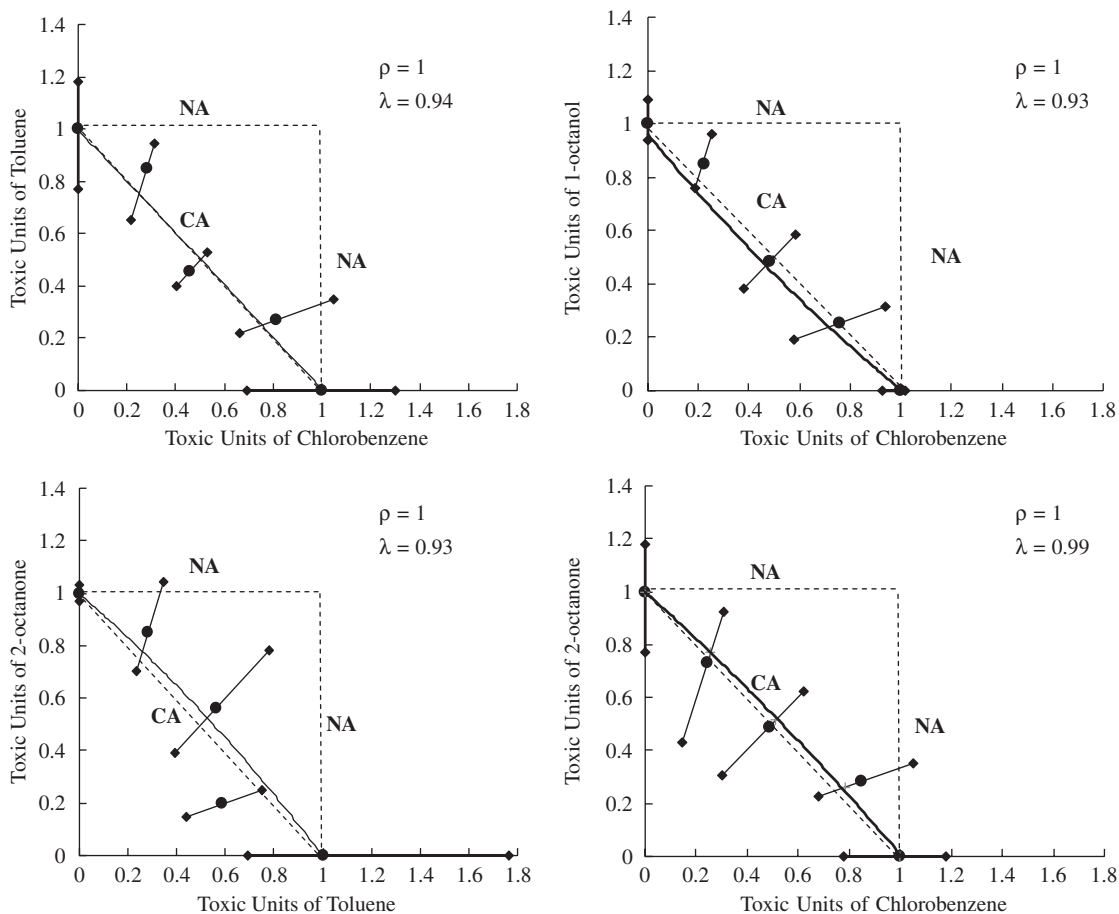 1.4
1.2
1
0.8
0.6
0.4
0.2
0
Toxic Units of Toluene
NA
CA
NA
ρ = 1
λ = 0.94
0 0.2 0.4 0.6 0.8 1 1.2 1.4 1.6 1.8
Toxic Units of Chlorobenzene
1.4
1.2
1
0.8
0.6
0.4
0.2
0
Toxic Units of 1-octanol
NA
CA
NA
ρ = 1
λ = 0.93
0 0.2 0.4 0.6 0.8 1 1.2 1.4 1.6 1.8
Toxic Units of Chlorobenzene
1.4
1.2
1
0.8
0.6
0.4
0.2
0
Toxic Units of 2-octanone
NA
CA
NA
ρ = 1
λ = 0.93
0 0.2 0.4 0.6 0.8 1 1.2 1.4 1.6 1.8
Toxic Units of Toluene
1.4
1.2
1
0.8
0.6
0.4
0.2
0
Toxic Units of 2-octanone
NA
CA
NA
ρ = 1
λ = 0.99
0 0.2 0.4 0.6 0.8 1 1.2 1.4 1.6 1.8
Toxic Units of Chlorobenzene